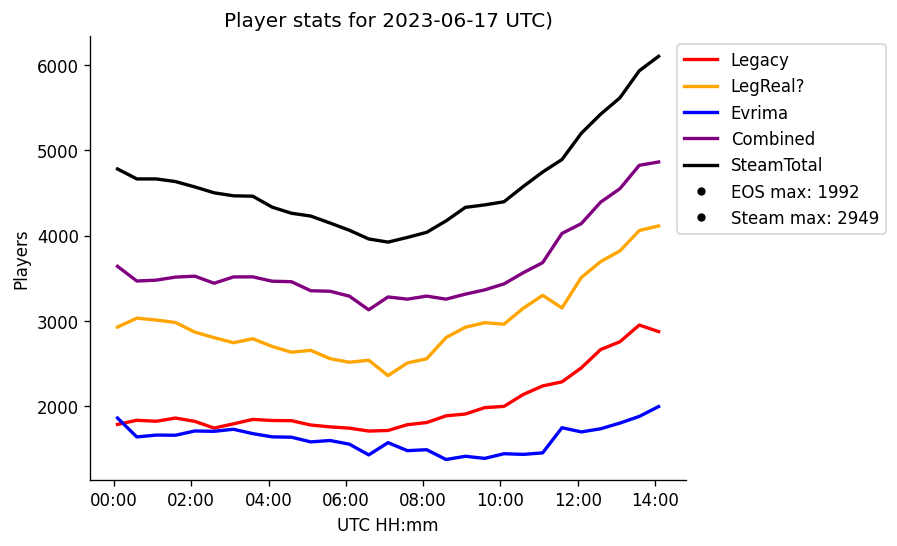 Player stats for 2023-06-17 UTC)
Legacy
LegReal?
Evrima
Combined
SteamTotal
EOS max: 1992
Steam max: 2949
6000
5000
4000
3000
2000
Players
00:00 02:00 04:00 06:00 08:00 10:00 12:00 14:00
UTC HH:mm